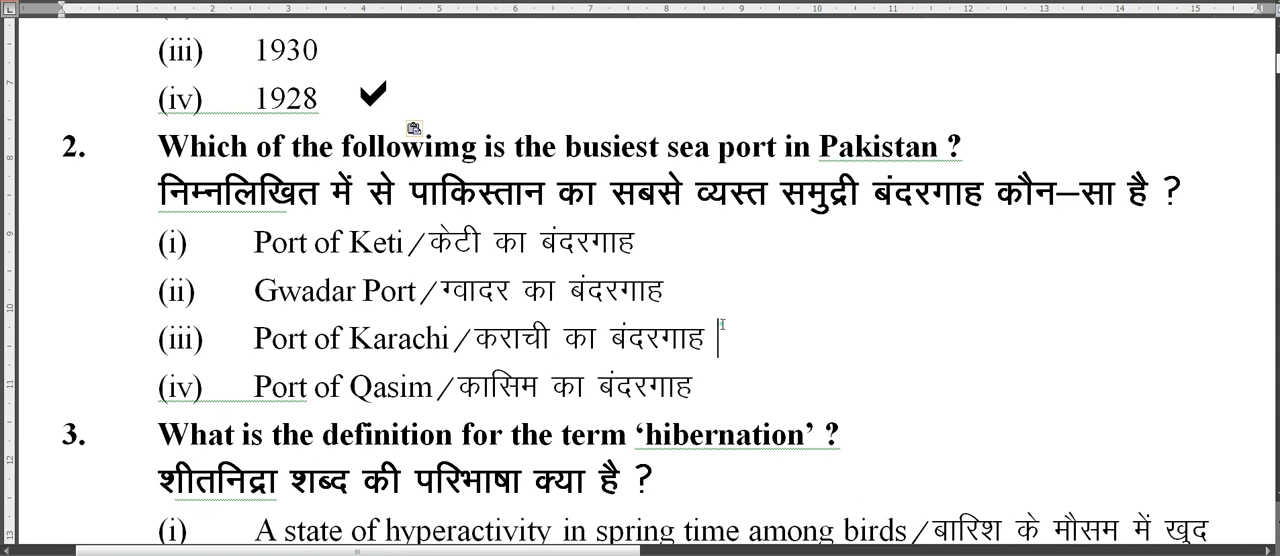 (iii) 1930
(iv) 1928 ✔
2. Which of the followimg is the busiest sea port in Pakistan ?
निम्नलिखित में से पाकिस्तान का सबसे व्यस्त समुद्री बंदरगाह कौन–सा है ?
(i) Port of Keti/केटी का बंदरगाह
(ii) Gwadar Port/ग्वादर का बंदरगाह
(iii) Port of Karachi/कराची का बंदरगाह
(iv) Port of Qasim/कासिम का बंदरगाह
3. What is the definition for the term ‘hibernation’ ?
शीतनिद्रा शब्द की परिभाषा क्या है ?
(i) A state of hyperactivity in spring time among birds/बारिश के मौसम में खुद